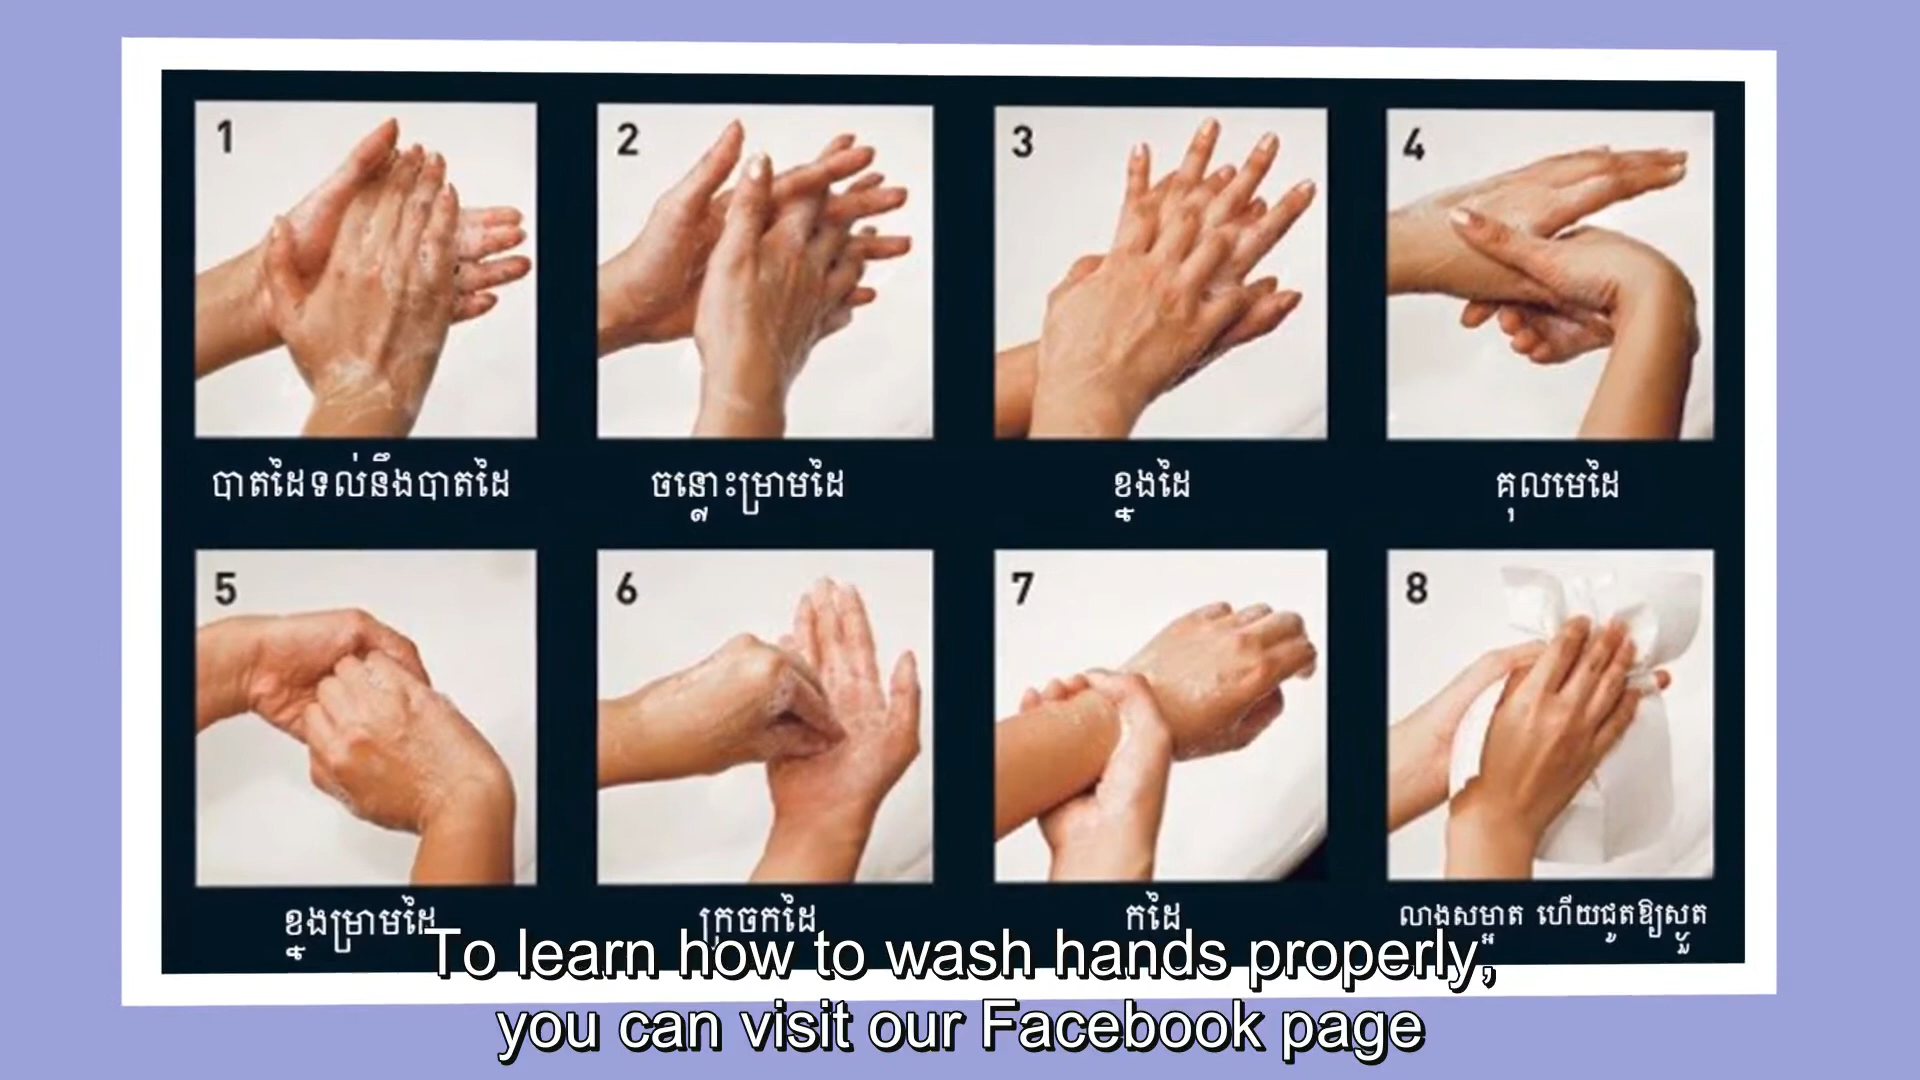 1
2
3
4
បាតដៃទល់នឹងបាតដៃ
ចន្លោះម្រាមដៃ
ខ្នងដៃ
គុលមេដៃ
5
6
7
8
ខ្នងម្រាមដៃ
ក្រចកដៃ
កដៃ
លាងសម្អាត ហើយជូតឱ្យស្ងួត
To learn how to wash hands properly,
you can visit our Facebook page